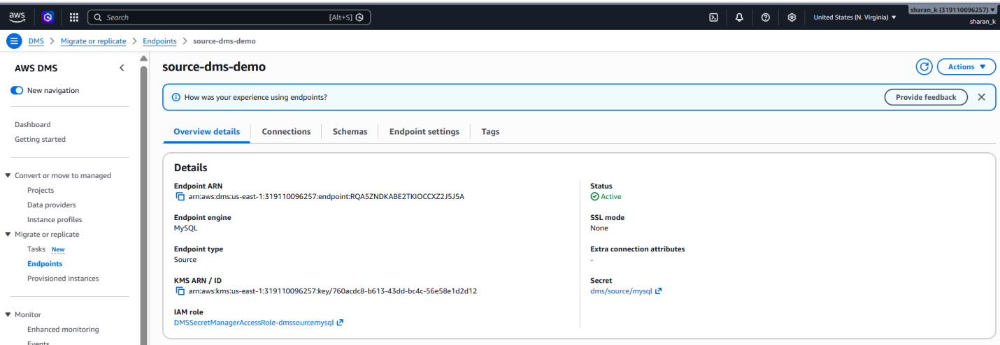 aws
Search [Alt+S]
United States (N. Virginia) ▼
sharan_k (319110096257) ▼
sharan_k
DMS > Migrate or replicate > Endpoints > source-dms-demo
AWS DMS
New navigation
Dashboard
Getting started
Convert or move to managed
Projects
Data providers
Instance profiles
Migrate or replicate
Tasks New
Endpoints
Provisioned instances
Monitor
Enhanced monitoring
Events
source-dms-demo
Actions ▼
How was your experience using endpoints?
Provide feedback
Overview details
Connections
Schemas
Endpoint settings
Tags
Details
Endpoint ARN
arn:aws:dms:us-east-1:319110096257:endpoint:RQA5ZNDKABE2TKIOCCXZ2J5J5A
Endpoint engine
MySQL
Endpoint type
Source
KMS ARN / ID
arn:aws:kms:us-east-1:319110096257:key/760acdc8-b613-43dd-bc4c-56e58e1d2d12
IAM role
DMSSecretManagerAccessRole-dmssourcemysql
Status
Active
SSL mode
None
Extra connection attributes
-
Secret
dms/source/mysql